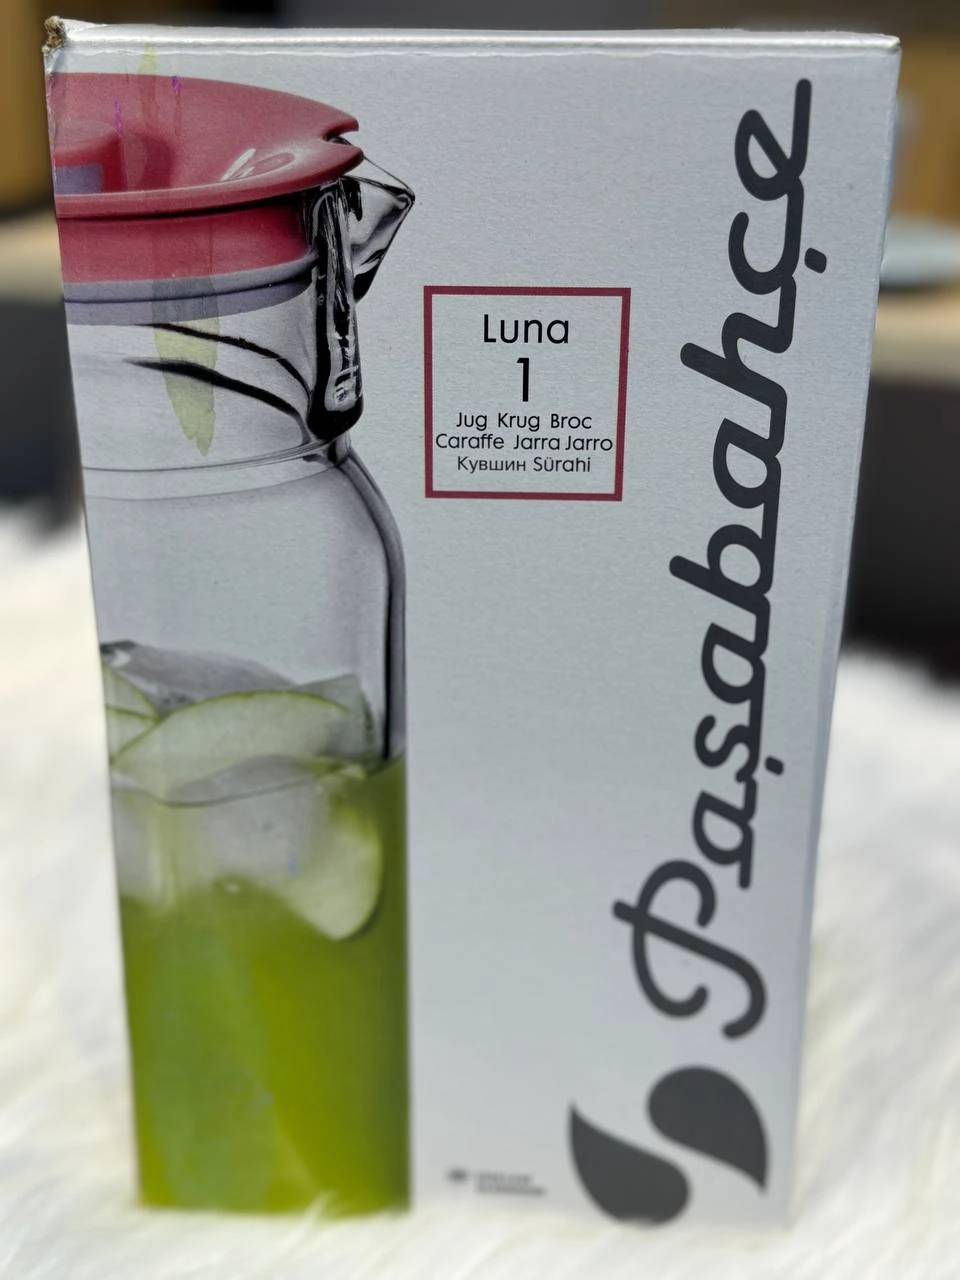 Luna
1
Jug Krug Broc
Caraffe Jarra Jarro
Кувшин Sürahi
Paşabahçe